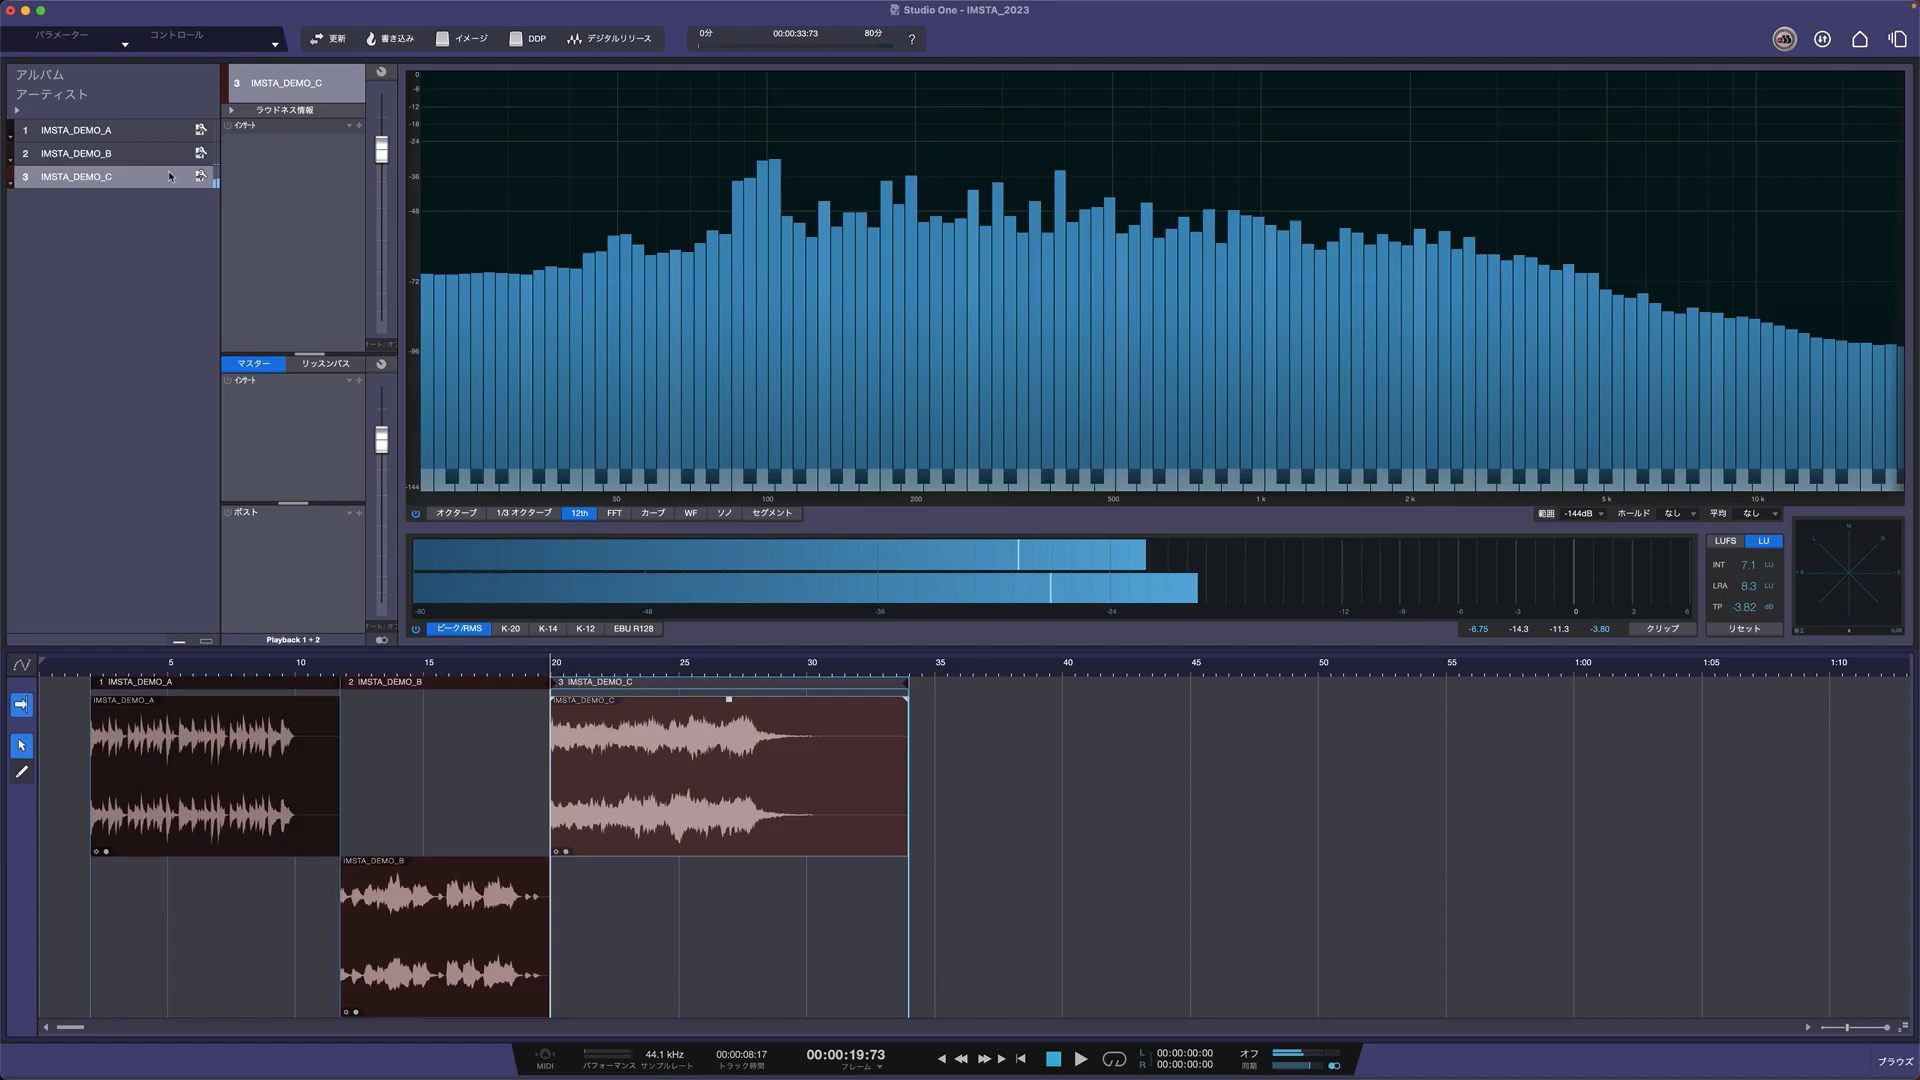 Studio One - IMSTA_2023
パラメーター
コントロール
更新
書き込み
イメージ
DDP
デジタルリリース
0分
00:00:33:73
80分
?
アルバム
アーティスト
1 IMSTA_DEMO_A
2 IMSTA_DEMO_B
3 IMSTA_DEMO_C
3 IMSTA_DEMO_C
ラウドネス情報
インサート
マスター
リッスンバス
インサート
ポスト
Playback 1 + 2
0
-6
-12
-18
-24
-36
-48
-72
-96
-144
50
100
200
500
1 k
2 k
5 k
10 k
オクターブ
1/3 オクターブ
12th
FFT
カーブ
WF
ソノ
セグメント
範囲 -144dB
ホールド なし
平均 なし
-60
-48
-36
-24
-12
-9
-6
-3
0
3
6
ピーク/RMS
K-20
K-14
K-12
EBU R128
-6.75
-14.3
-11.3
-3.80
クリップ
LUFS
LU
INT 7.1 LU
LRA 8.3 LU
TP -3.82 dB
リセット
M
L
R
5
10
15
20
25
30
35
40
45
50
55
1:00
1:05
1:10
1 IMSTA_DEMO_A
2 IMSTA_DEMO_B
3 IMSTA_DEMO_C
IMSTA_DEMO_A
IMSTA_DEMO_C
IMSTA_DEMO_B
MIDI
パフォーマンス
44.1 kHz
サンプルレート
00:00:08:17
トラック時間
00:00:19:73
フレーム
L 00:00:00:00
R 00:00:00:00
オフ
同期
ブラウズ